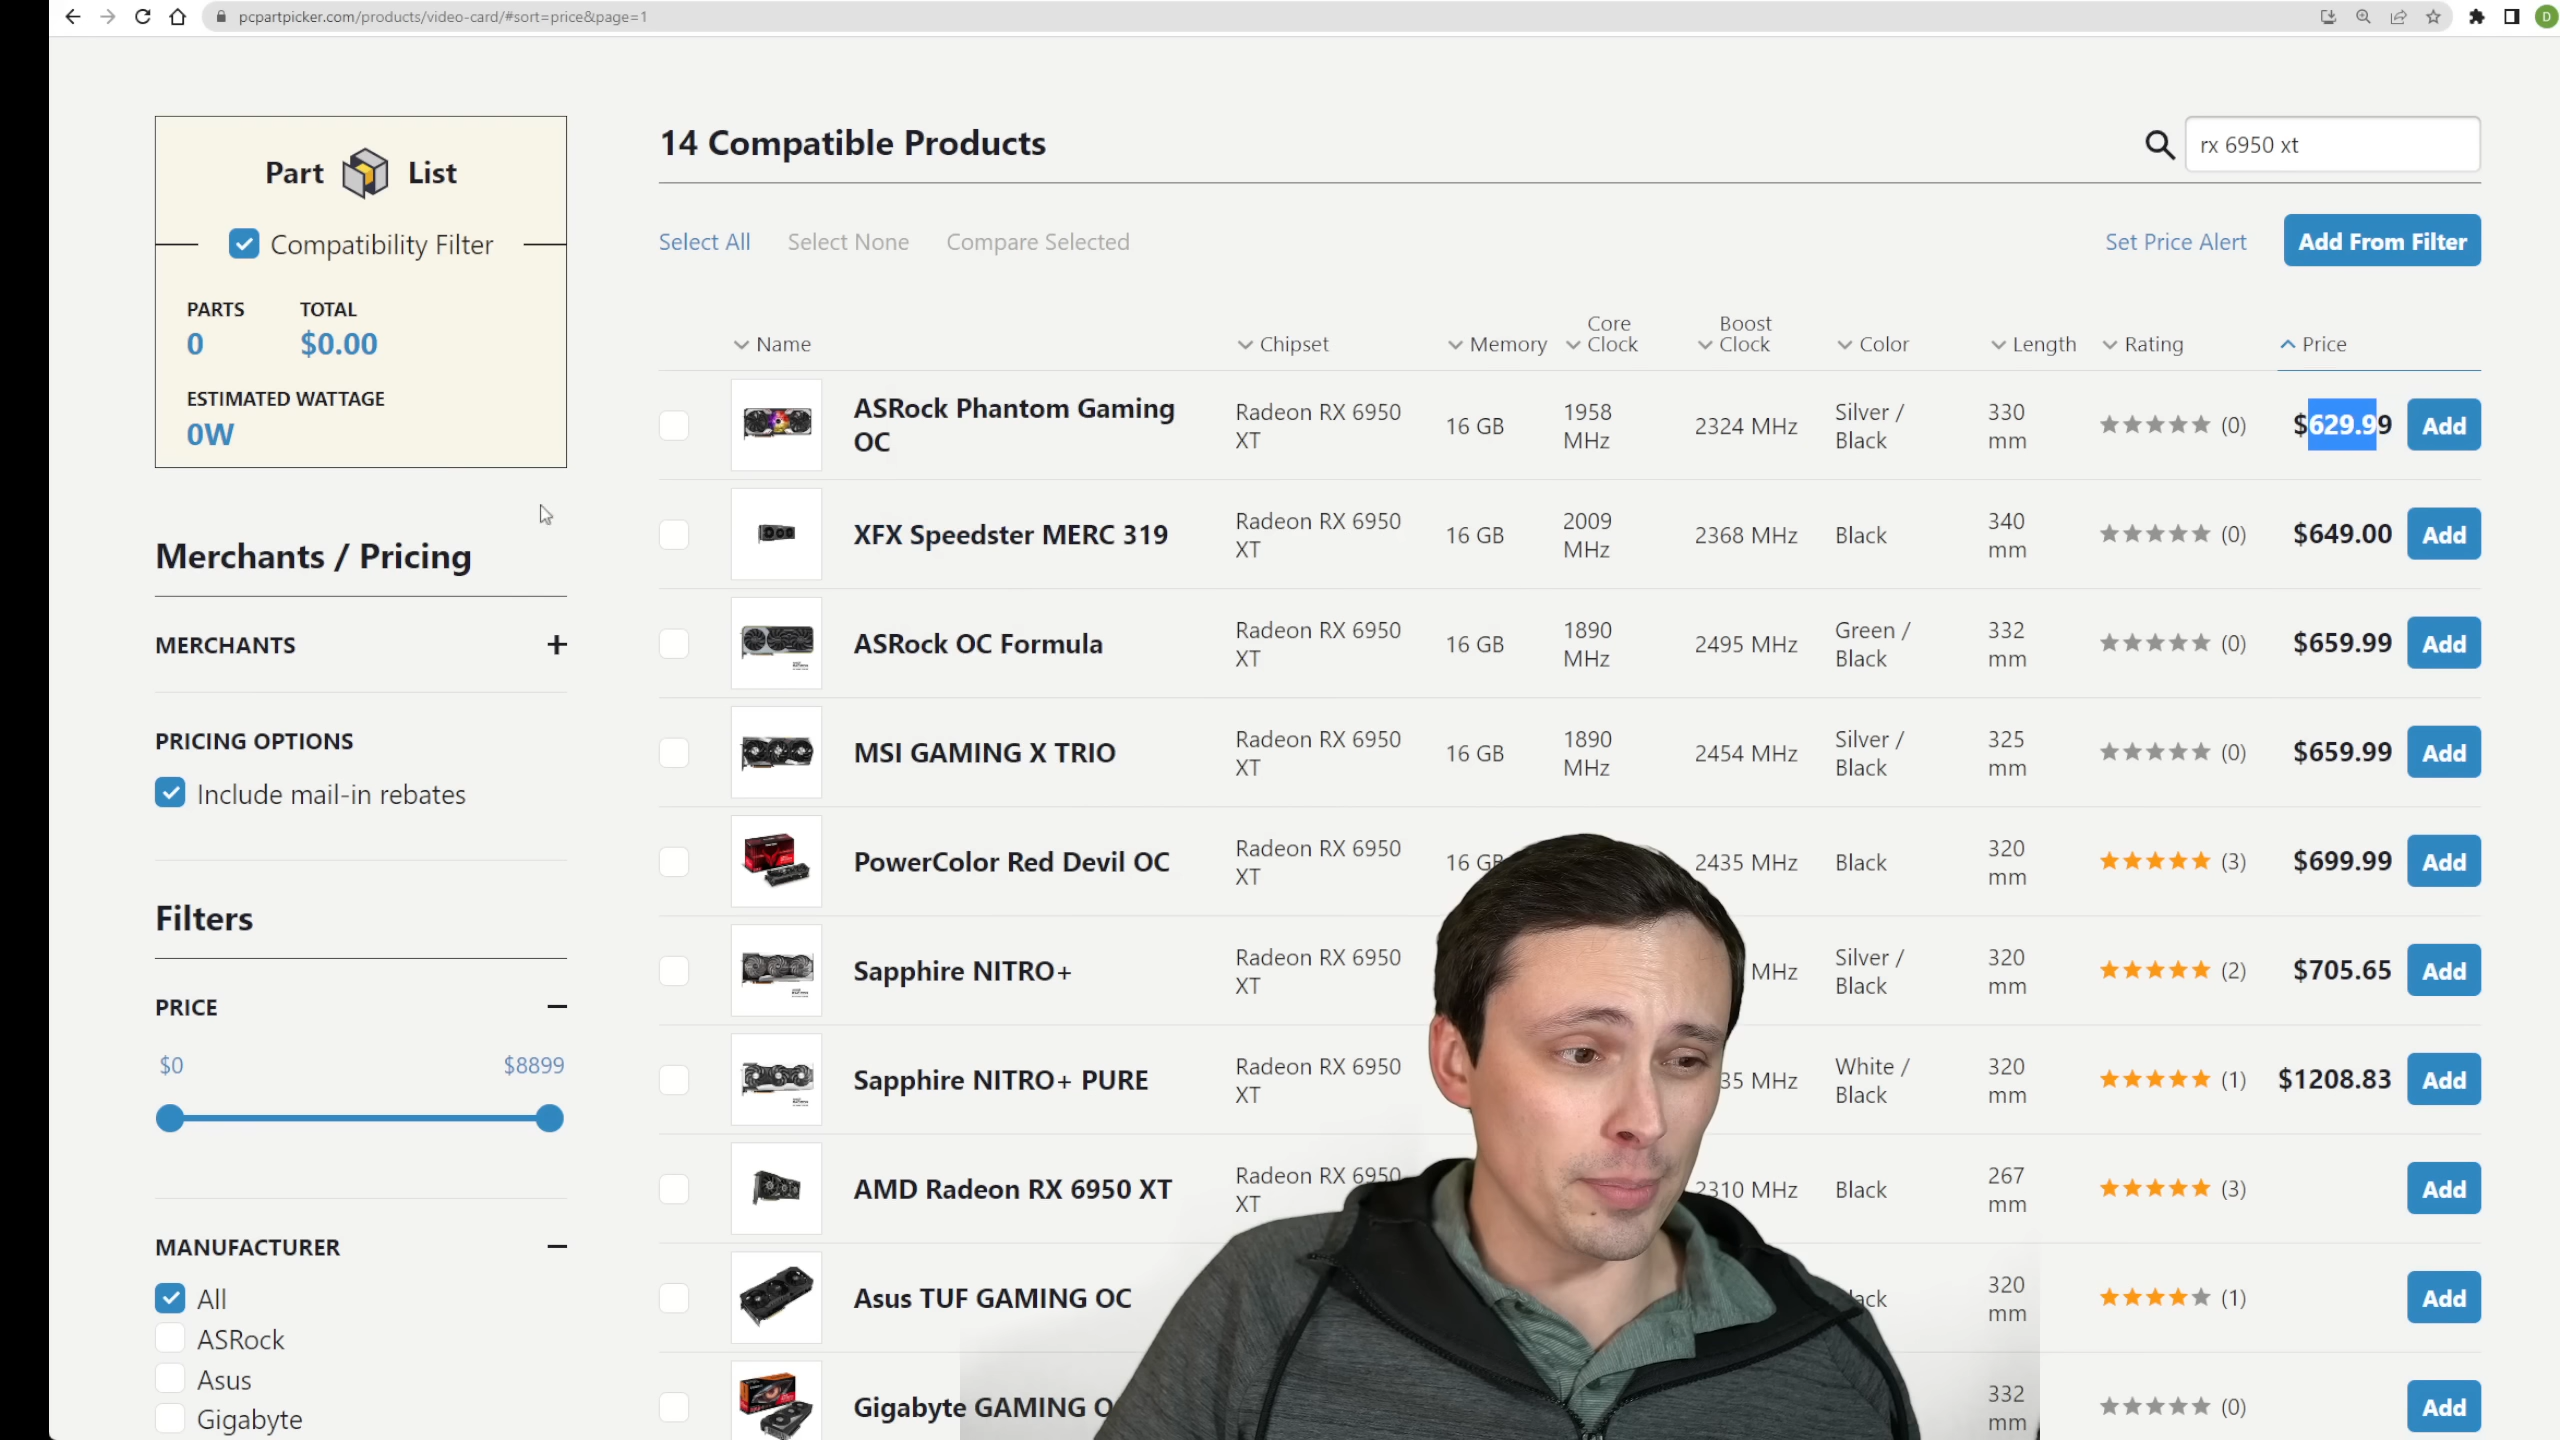 pcpartpicker.com/products/video-card/#sort=price&page=1
D
Part List
Compatibility Filter
PARTS TOTAL
0 $0.00
ESTIMATED WATTAGE
0W
Merchants / Pricing
MERCHANTS
PRICING OPTIONS
Include mail-in rebates
Filters
PRICE
$0 $8899
MANUFACTURER
All
ASRock
Asus
Gigabyte
14 Compatible Products
rx 6950 xt
Select All Select None Compare Selected Set Price Alert Add From Filter
Name Chipset Memory Core Clock Boost Clock Color Length Rating Price
ASRock Phantom Gaming OC Radeon RX 6950 XT 16 GB 1958 MHz 2324 MHz Silver / Black 330 mm (0) $629.99 Add
XFX Speedster MERC 319 Radeon RX 6950 XT 16 GB 2009 MHz 2368 MHz Black 340 mm (0) $649.00 Add
ASRock OC Formula Radeon RX 6950 XT 16 GB 1890 MHz 2495 MHz Green / Black 332 mm (0) $659.99 Add
MSI GAMING X TRIO Radeon RX 6950 XT 16 GB 1890 MHz 2454 MHz Silver / Black 325 mm (0) $659.99 Add
PowerColor Red Devil OC Radeon RX 6950 XT 16 2435 MHz Black 320 mm (3) $699.99 Add
Sapphire NITRO+ Radeon RX 6950 XT MHz Silver / Black 320 mm (2) $705.65 Add
Sapphire NITRO+ PURE Radeon RX 6950 XT 35 MHz White / Black 320 mm (1) $1208.83 Add
AMD Radeon RX 6950 XT Radeon RX 6950 XT 2310 MHz Black 267 mm (3) Add
Asus TUF GAMING OC 320 mm (1) Add
Gigabyte GAMING 332 mm (0) Add